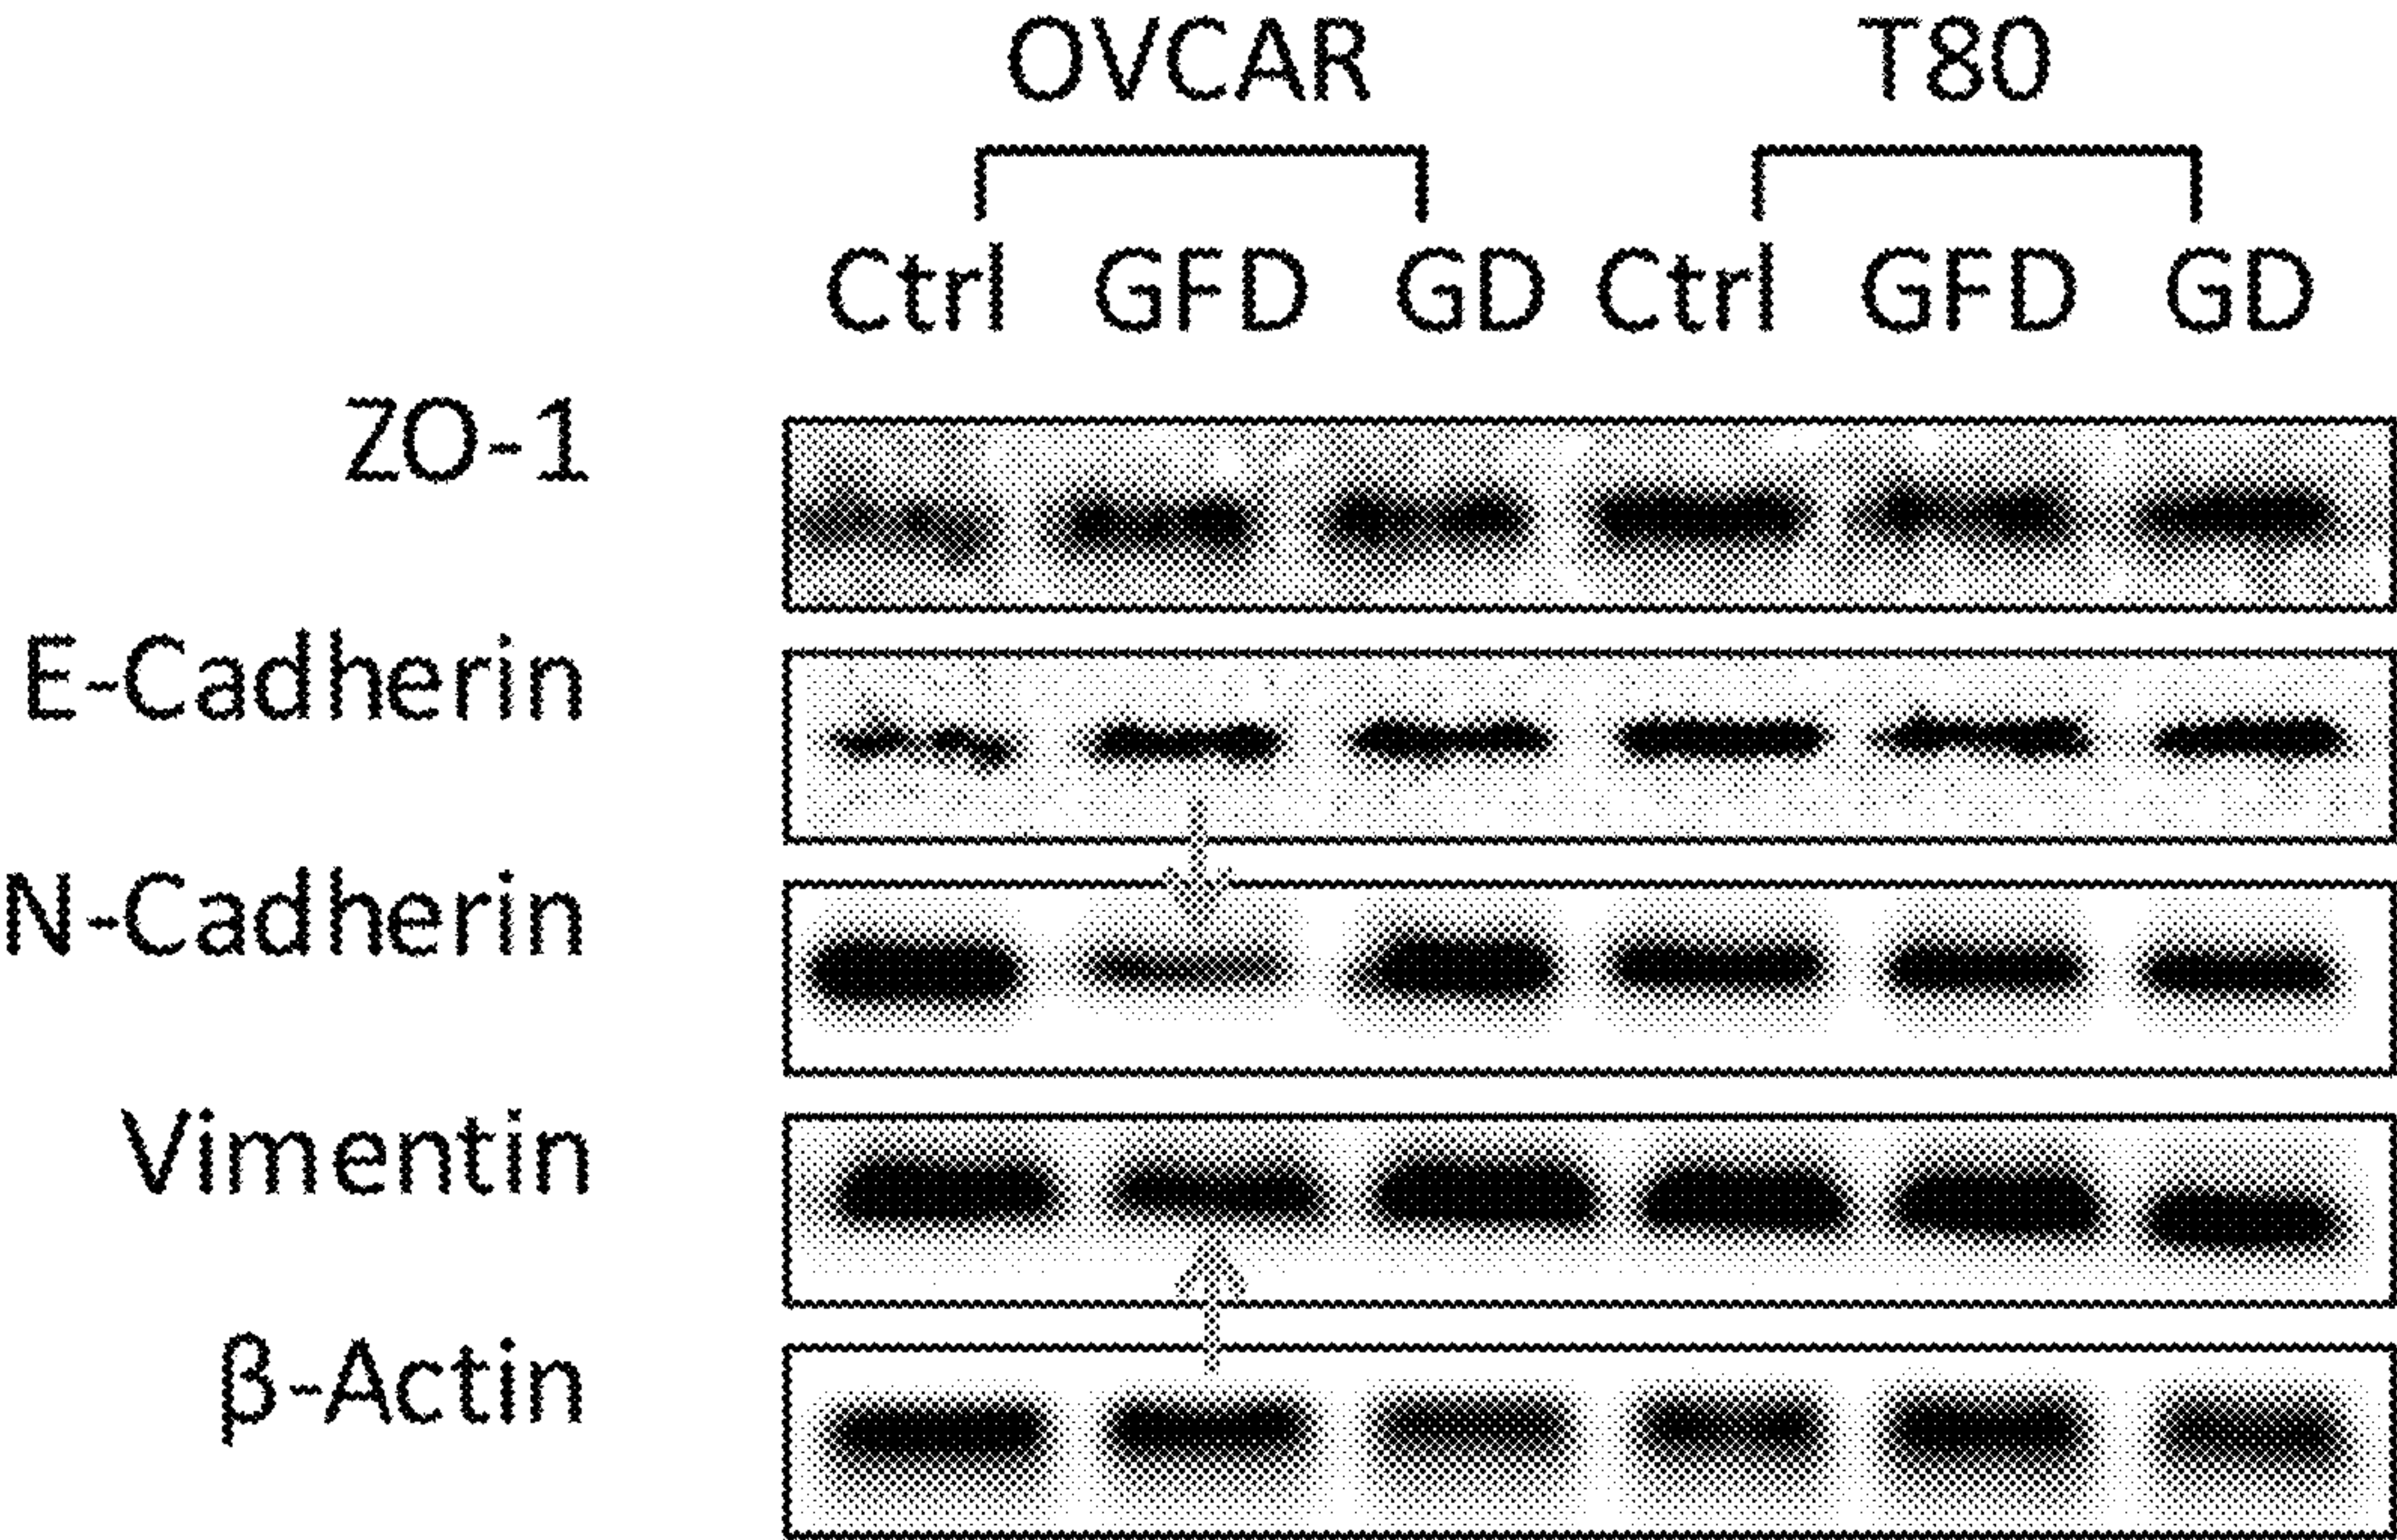 OVCAR T80
Ctrl GFD GD Ctrl GFD GD
ZO-1
E-Cadherin
N-Cadherin
Vimentin
β-Actin